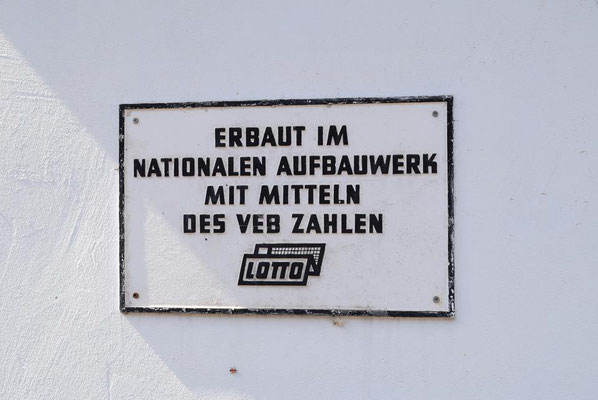 ERBAUT IM
NATIONALEN AUFBAUWERK
MIT MITTELN
DES VEB ZAHLEN
LOTTO